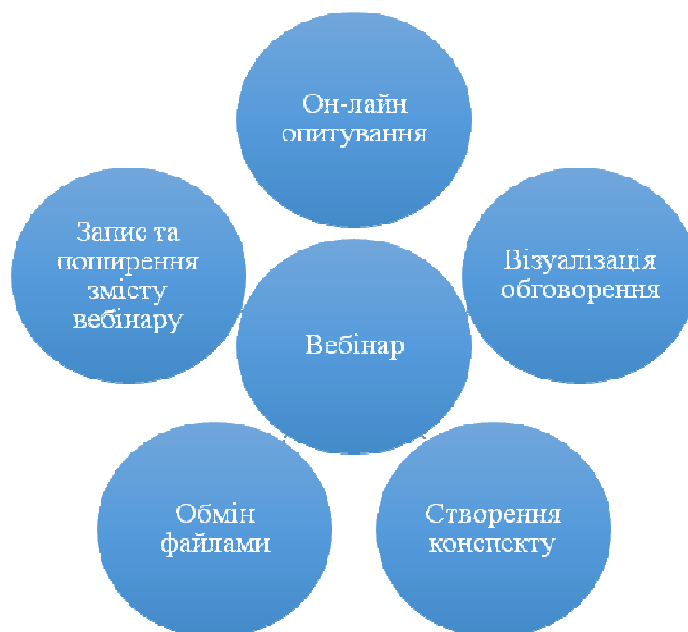 Он-лайн
опитування
Запис та
поширення
змісту
вебінару
Візуалізація
обговорення
Вебінар
Обмін
файлами
Створення
конспекту